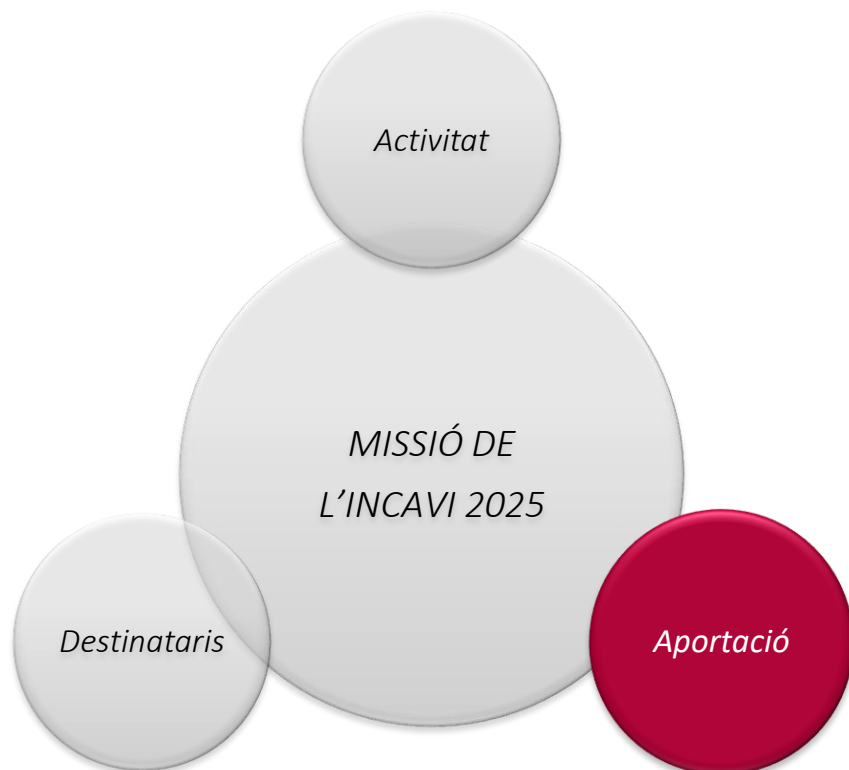 Activitat
MISSIÓ DE
L’INCAVI 2025
Destinataris
Aportació